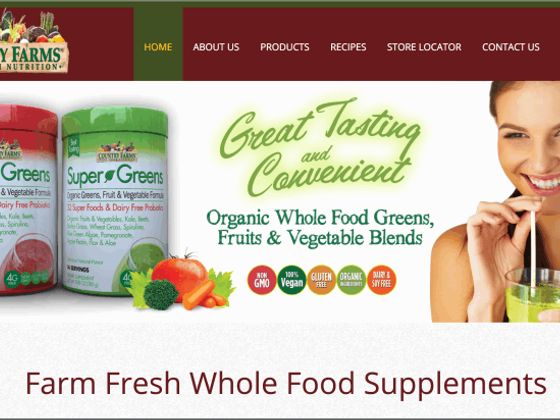 Y FARMS
NUTRITION
HOME
ABOUT US
PRODUCTS
RECIPES
STORE LOCATOR
CONTACT US
Great Tasting
and
Convenient
Organic Whole Food Greens,
Fruits & Vegetable Blends
NON
GMO
100%
Vegan
GLUTEN
FREE
ORGANIC
INGREDIENTS
DAIRY &
SOY FREE
Greens
& Vegetable Formula
Dairy Free Probiotics
COUNTRY FARMS
Super Greens
Organic Greens, Fruit & Vegetable Formula
32 Super Foods & Dairy Free Probiotics
Farm Fresh Whole Food Supplements